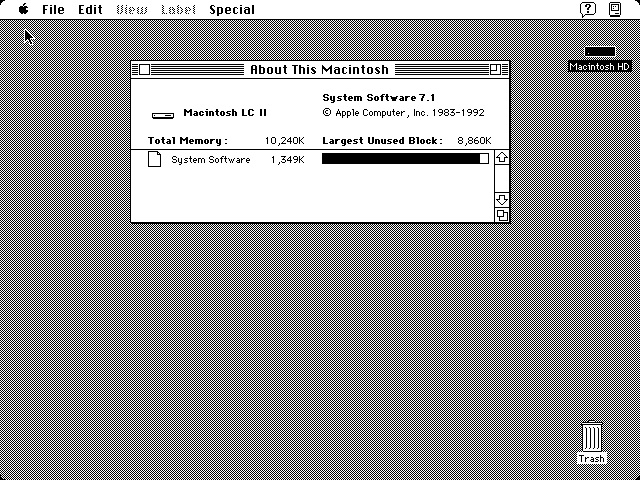 File Edit View Label Special
Macintosh HD
About This Macintosh
System Software 7.1
Macintosh LC II
© Apple Computer, Inc. 1983-1992
Total Memory : 10,240K Largest Unused Block : 8,860K
System Software 1,349K
Trash